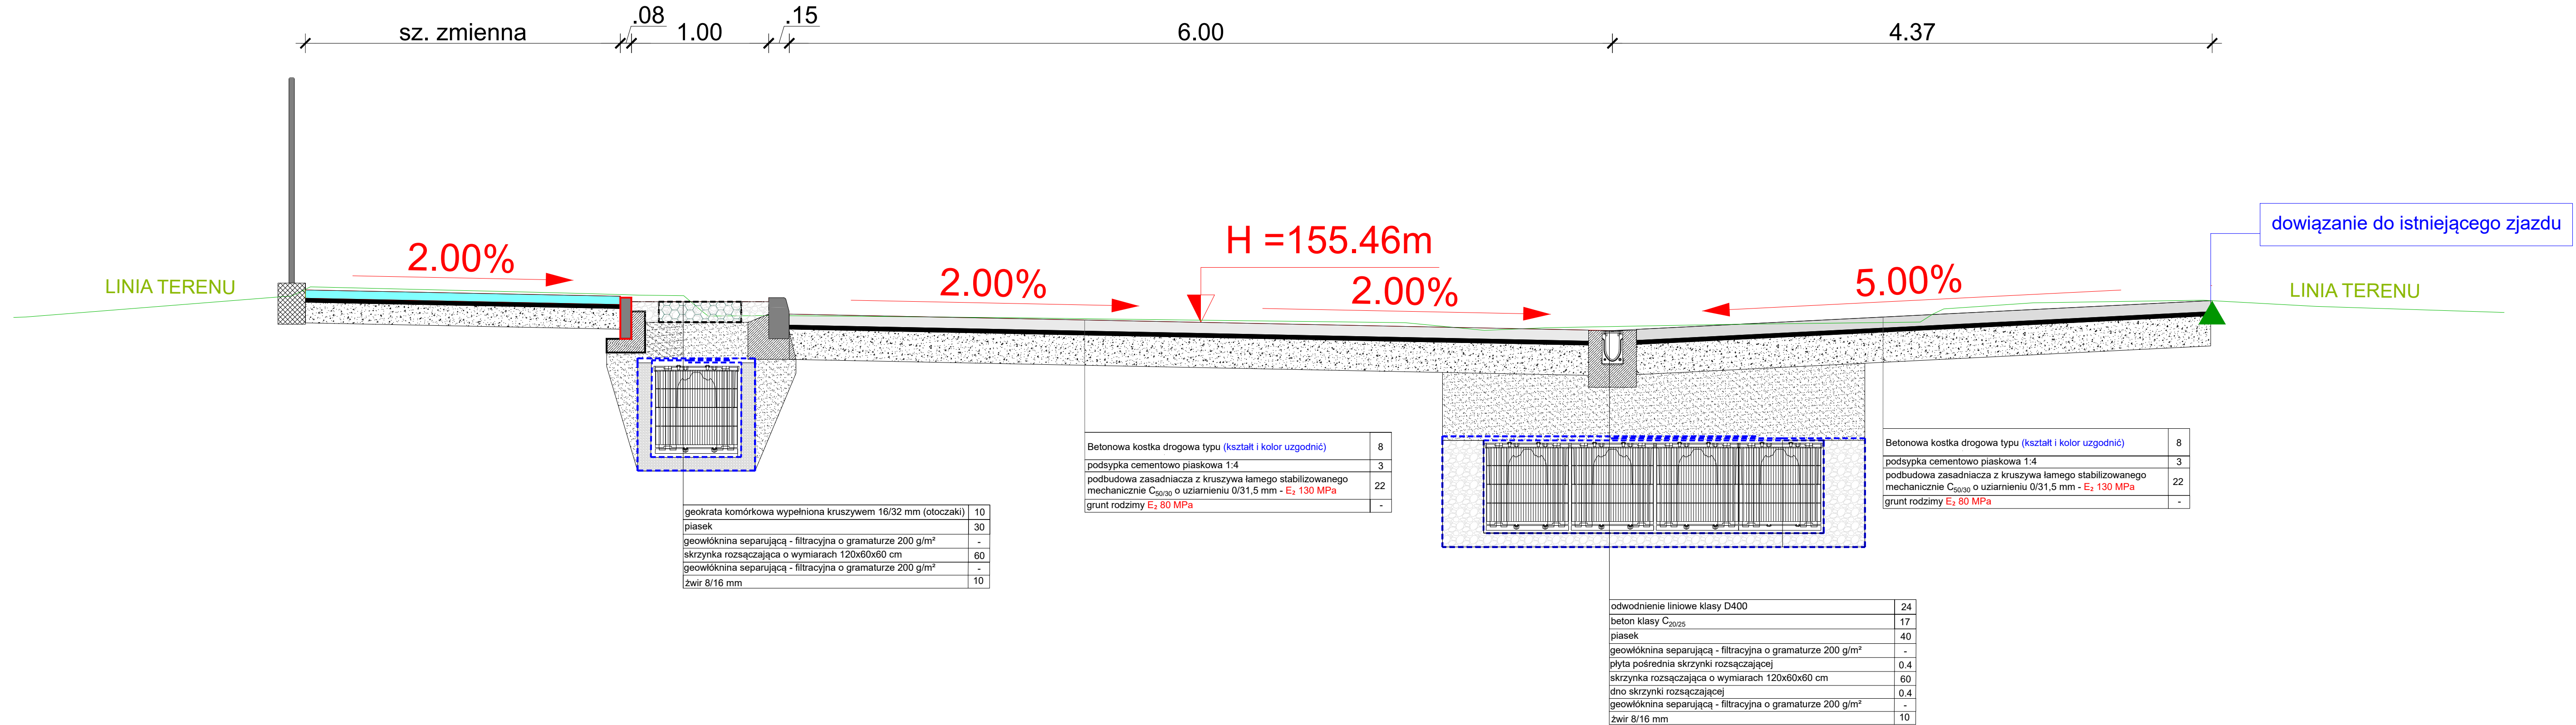 sz. zmienna
.08
1.00
.15
6.00
4.37
dowiązanie do istniejącego zjazdu
H =155.46m
2.00%
2.00%
2.00%
5.00%
LINIA TERENU
LINIA TERENU
Betonowa kostka drogowa typu (kształt i kolor uzgodnić) 8
podsypka cementowo piaskowa 1:4 3
podbudowa zasadniacza z kruszywa łamego stabilizowanego
mechanicznie C50/30 o uziarnieniu 0/31,5 mm - E₂ 130 MPa 22
grunt rodzimy E₂ 80 MPa -
Betonowa kostka drogowa typu (kształt i kolor uzgodnić) 8
podsypka cementowo piaskowa 1:4 3
podbudowa zasadniacza z kruszywa łamego stabilizowanego
mechanicznie C50/30 o uziarnieniu 0/31,5 mm - E₂ 130 MPa 22
grunt rodzimy E₂ 80 MPa -
geokrata komórkowa wypełniona kruszywem 16/32 mm (otoczaki) 10
piasek 30
geowłóknina separującą - filtracyjna o gramaturze 200 g/m² -
skrzynka rozsączająca o wymiarach 120x60x60 cm 60
geowłóknina separującą - filtracyjna o gramaturze 200 g/m² -
żwir 8/16 mm 10
odwodnienie liniowe klasy D400 24
beton klasy C20/25 17
piasek 40
geowłóknina separującą - filtracyjna o gramaturze 200 g/m² -
płyta pośrednia skrzynki rozsączającej 0.4
skrzynka rozsączająca o wymiarach 120x60x60 cm 60
dno skrzynki rozsączającej 0.4
geowłóknina separującą - filtracyjna o gramaturze 200 g/m² -
żwir 8/16 mm 10